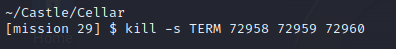 ~/Castle/Cellar
[mission 29] $ kill -s TERM 72958 72959 72960